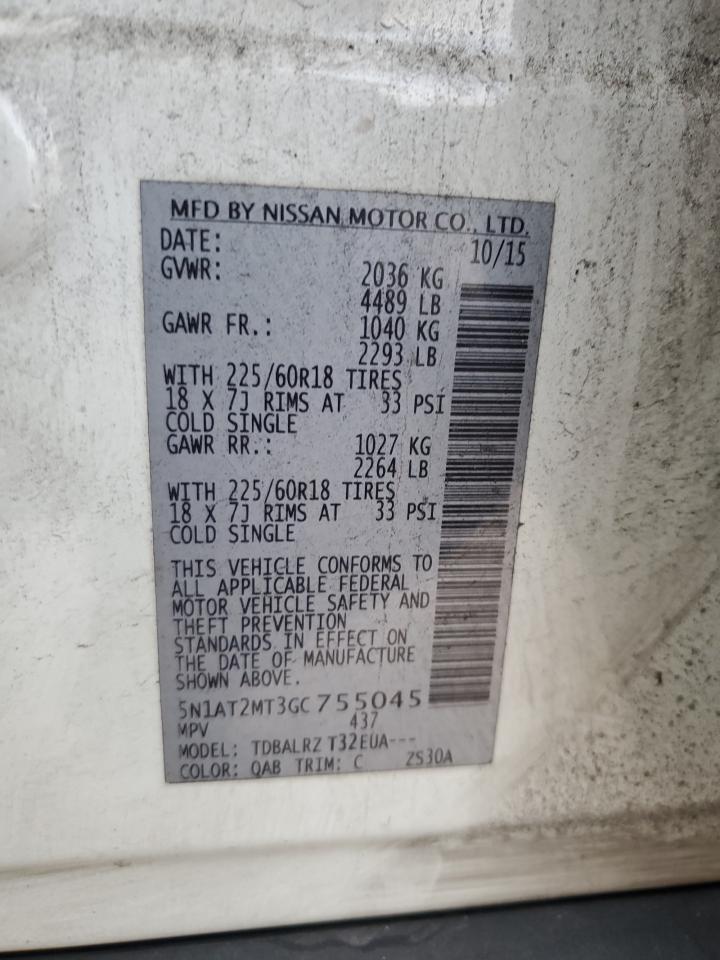 MFD BY NISSAN MOTOR CO., LTD.
DATE: 10/15
GVWR: 2036 KG
4489 LB
GAWR FR.: 1040 KG
2293 LB
WITH 225/60R18 TIRES
18 X 7J RIMS AT 33 PSI
COLD SINGLE
GAWR RR.: 1027 KG
2264 LB
WITH 225/60R18 TIRES
18 X 7J RIMS AT 33 PSI
COLD SINGLE
THIS VEHICLE CONFORMS TO
ALL APPLICABLE FEDERAL
MOTOR VEHICLE SAFETY AND
THEFT PREVENTION
STANDARDS IN EFFECT ON
THE DATE OF MANUFACTURE
SHOWN ABOVE.
5N1AT2MT3GC755045
MPV 437
MODEL: TDBALRZ T32EUA---
COLOR: QAB TRIM: C ZS30A